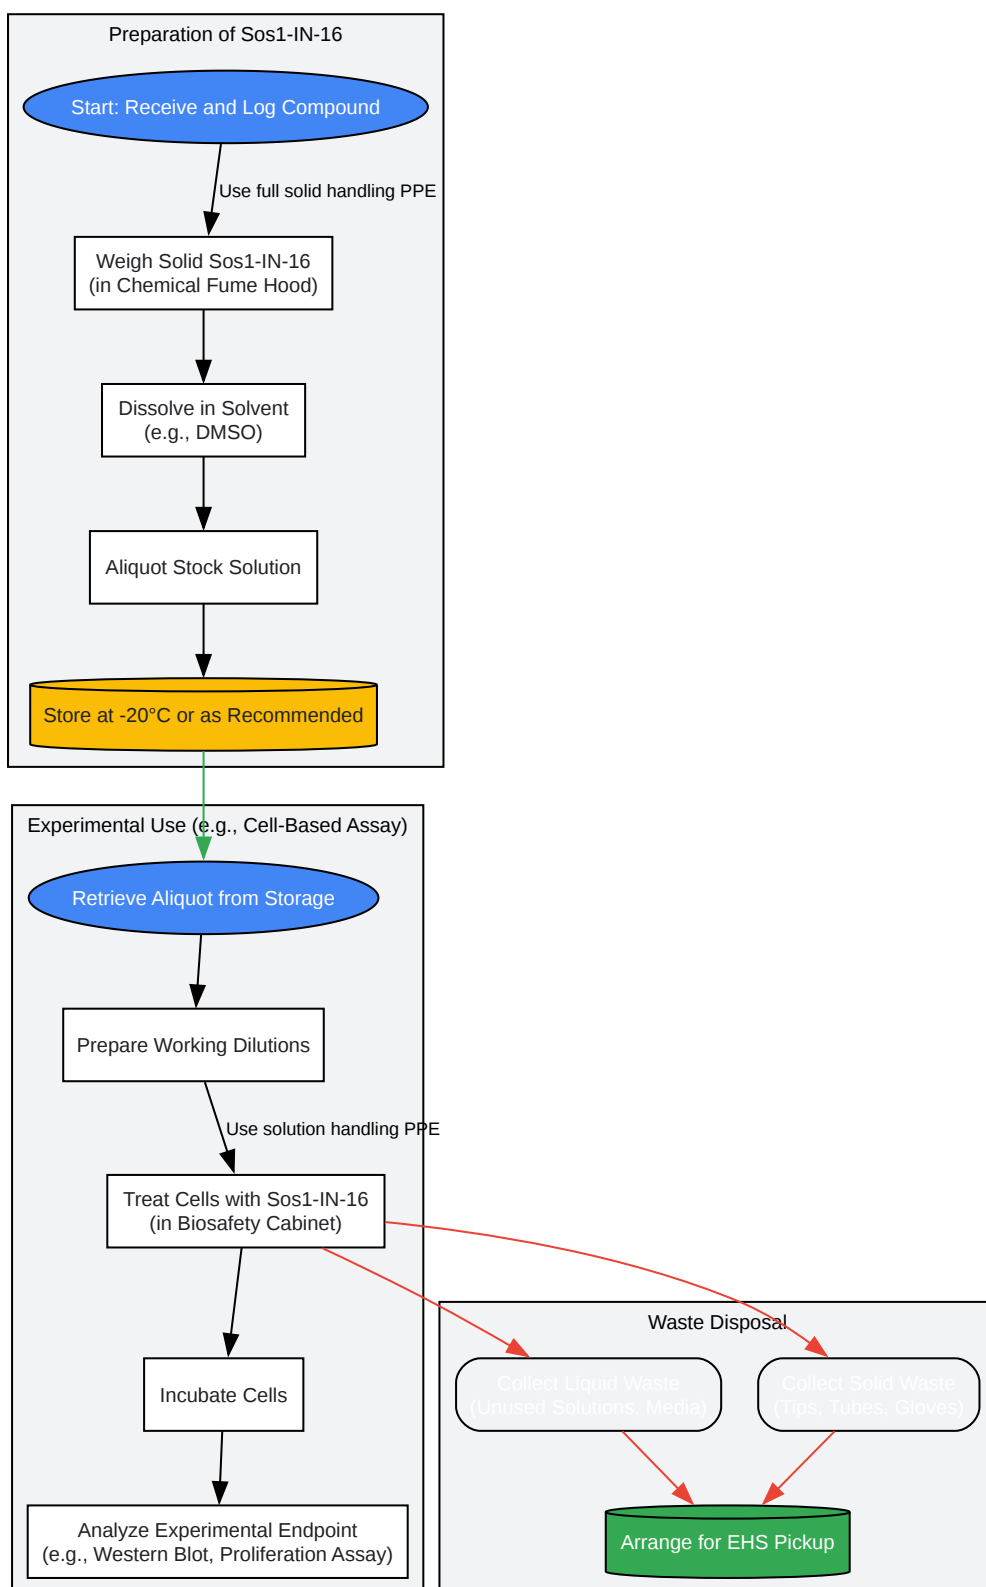 Preparation of Sos1-IN-16
Start: Receive and Log Compound
Use full solid handling PPE
Weigh Solid Sos1-IN-16
(in Chemical Fume Hood)
Dissolve in Solvent
(e.g., DMSO)
Aliquot Stock Solution
Store at -20°C or as Recommended
Experimental Use (e.g., Cell-Based Assay)
Retrieve Aliquot from Storage
Prepare Working Dilutions
Use solution handling PPE
Treat Cells with Sos1-IN-16
(in Biosafety Cabinet)
Incubate Cells
Analyze Experimental Endpoint
(e.g., Western Blot, Proliferation Assay)
Waste Disposal
Collect Liquid Waste
(Unused Solutions, Media)
Collect Solid Waste
(Tips, Tubes, Gloves)
Arrange for EHS Pickup